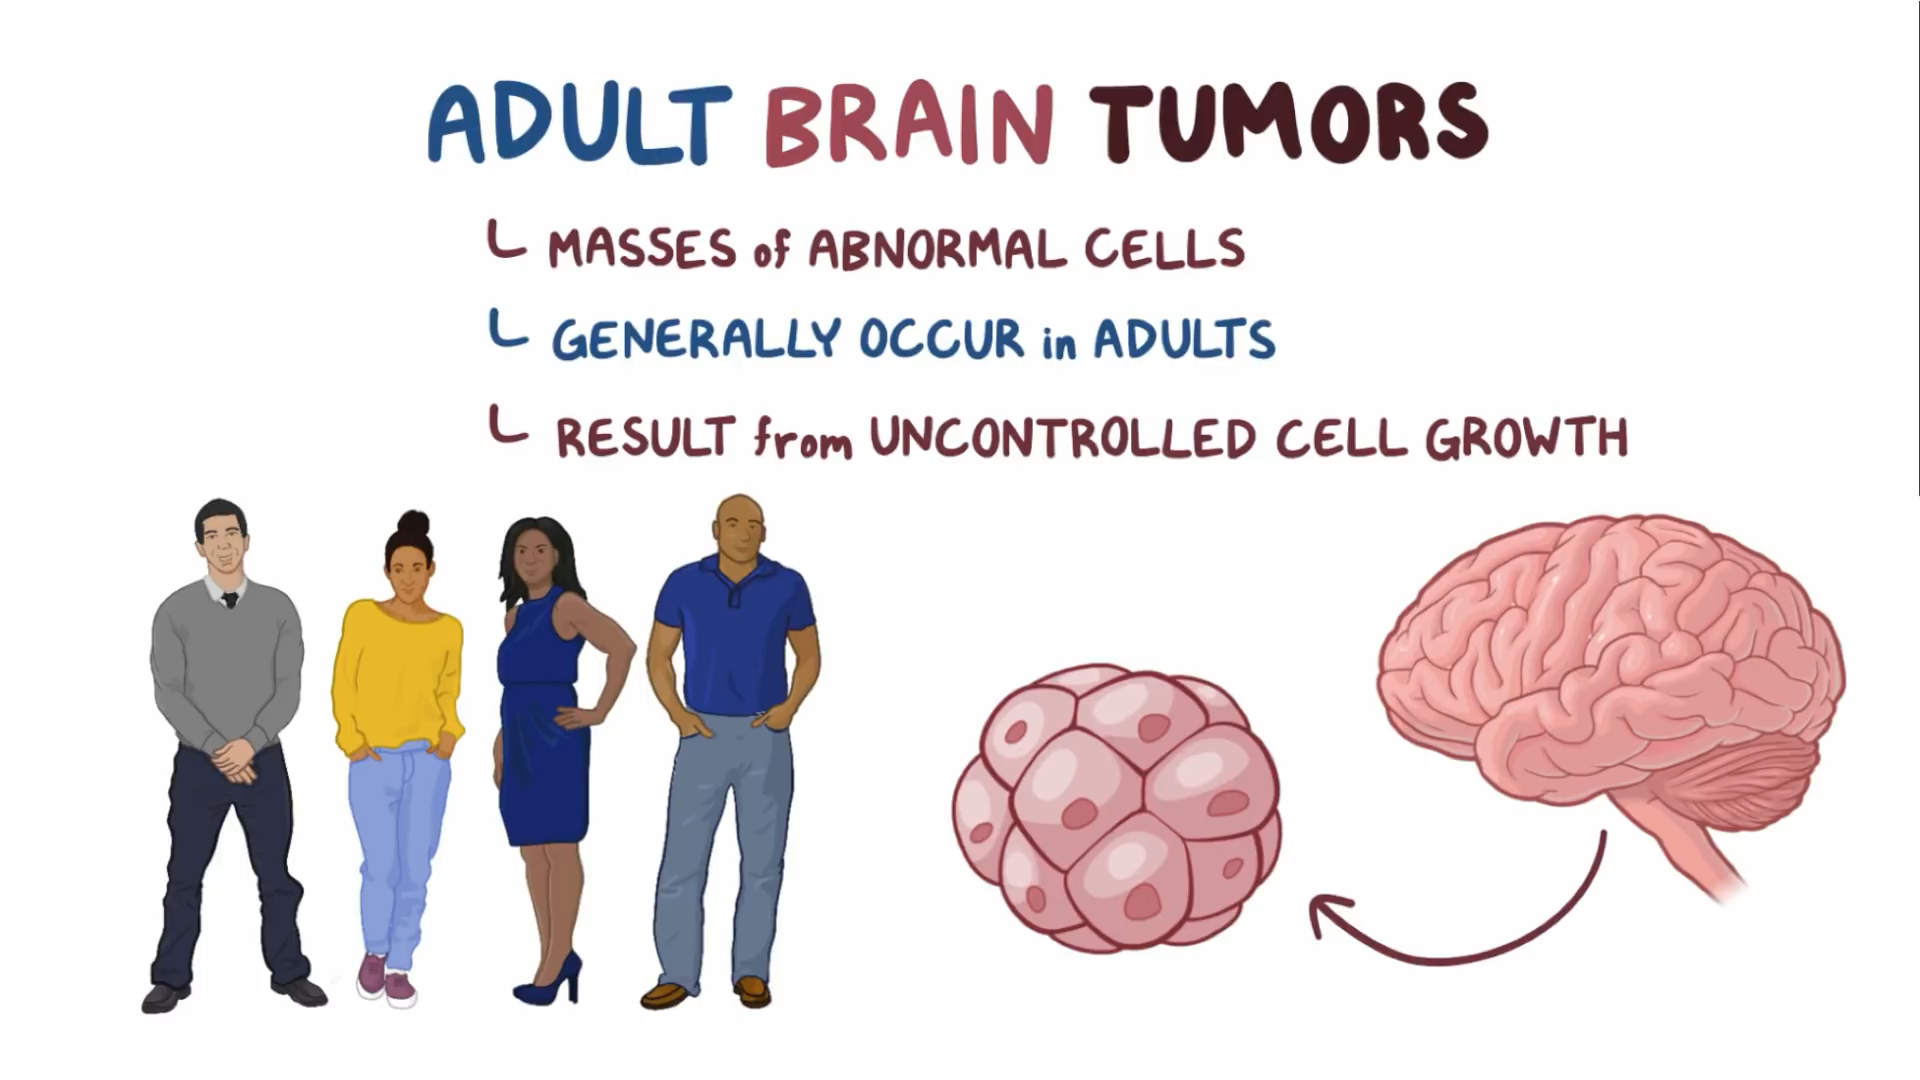 ADULT BRAIN TUMORS
MASSES of ABNORMAL CELLS
GENERALLY OCCUR in ADULTS
RESULT from UNCONTROLLED CELL GROWTH